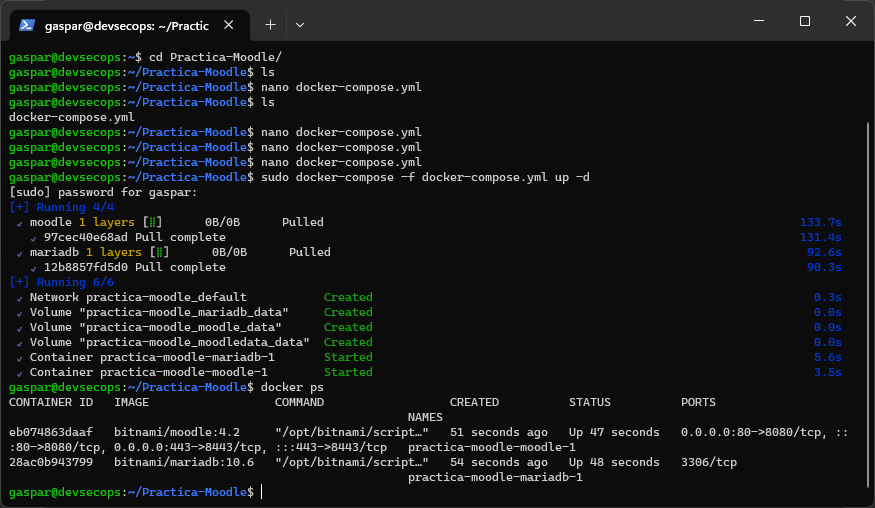 gaspar@devsecops: ~/Practic
gaspar@devsecops:~$ cd Practica-Moodle/
gaspar@devsecops:~/Practica-Moodle$ ls
gaspar@devsecops:~/Practica-Moodle$ nano docker-compose.yml
gaspar@devsecops:~/Practica-Moodle$ ls
docker-compose.yml
gaspar@devsecops:~/Practica-Moodle$ nano docker-compose.yml
gaspar@devsecops:~/Practica-Moodle$ nano docker-compose.yml
gaspar@devsecops:~/Practica-Moodle$ nano docker-compose.yml
gaspar@devsecops:~/Practica-Moodle$ sudo docker-compose -f docker-compose.yml up -d
[sudo] password for gaspar:
[+] Running 4/4
✔ moodle 1 layers [⣿] 0B/0B Pulled 133.7s
✔ 97cec40e68ad Pull complete 131.4s
✔ mariadb 1 layers [⣿] 0B/0B Pulled 92.6s
✔ 12b8857fd5d0 Pull complete 90.3s
[+] Running 6/6
✔ Network practica-moodle_default Created 0.3s
✔ Volume "practica-moodle_mariadb_data" Created 0.0s
✔ Volume "practica-moodle_moodle_data" Created 0.0s
✔ Volume "practica-moodle_moodledata_data" Created 0.0s
✔ Container practica-moodle-mariadb-1 Started 5.6s
✔ Container practica-moodle-moodle-1 Started 3.5s
gaspar@devsecops:~/Practica-Moodle$ docker ps
CONTAINER ID IMAGE COMMAND CREATED STATUS PORTS
NAMES
eb074863daaf bitnami/moodle:4.2 "/opt/bitnami/script…" 51 seconds ago Up 47 seconds 0.0.0.0:80->8080/tcp, ::
:80->8080/tcp, 0.0.0.0:443->8443/tcp, :::443->8443/tcp practica-moodle-moodle-1
28ac0b943799 bitnami/mariadb:10.6 "/opt/bitnami/script…" 54 seconds ago Up 48 seconds 3306/tcp
practica-moodle-mariadb-1
gaspar@devsecops:~/Practica-Moodle$